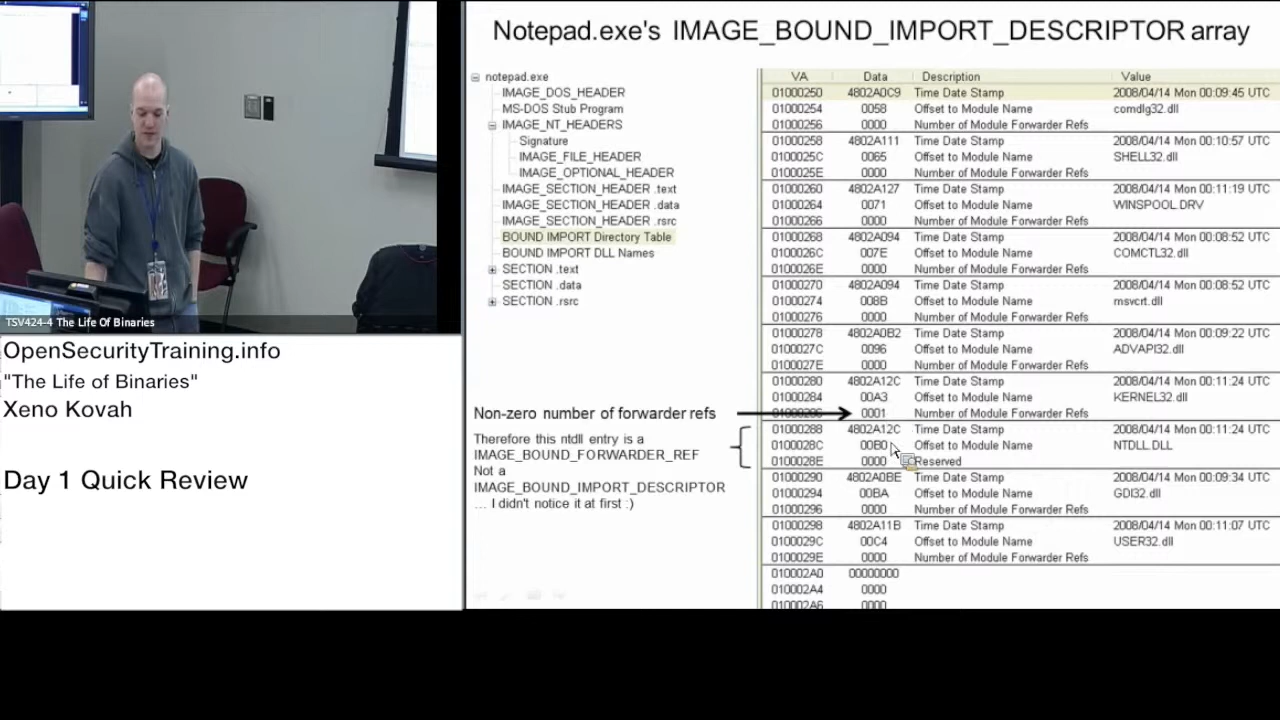 Notepad.exe's IMAGE_BOUND_IMPORT_DESCRIPTOR array
notepad.exe
IMAGE_DOS_HEADER
MS-DOS Stub Program
IMAGE_NT_HEADERS
Signature
IMAGE_FILE_HEADER
IMAGE_OPTIONAL_HEADER
IMAGE_SECTION_HEADER .text
IMAGE_SECTION_HEADER .data
IMAGE_SECTION_HEADER .rsrc
BOUND IMPORT Directory Table
BOUND IMPORT DLL Names
SECTION .text
SECTION .data
SECTION .rsrc
VA Data Description Value
01000250 4802A0C9 Time Date Stamp 2008/04/14 Mon 00:09:45 UTC
01000254 0058 Offset to Module Name comdlg32.dll
01000256 0000 Number of Module Forwarder Refs
01000258 4802A111 Time Date Stamp 2008/04/14 Mon 00:10:57 UTC
0100025C 0065 Offset to Module Name SHELL32.dll
0100025E 0000 Number of Module Forwarder Refs
01000260 4802A127 Time Date Stamp 2008/04/14 Mon 00:11:19 UTC
01000264 0071 Offset to Module Name WINSPOOL.DRV
01000266 0000 Number of Module Forwarder Refs
01000268 4802A094 Time Date Stamp 2008/04/14 Mon 00:08:52 UTC
0100026C 007E Offset to Module Name COMCTL32.dll
0100026E 0000 Number of Module Forwarder Refs
01000270 4802A094 Time Date Stamp 2008/04/14 Mon 00:08:52 UTC
01000274 008B Offset to Module Name msvcrt.dll
01000276 0000 Number of Module Forwarder Refs
01000278 4802A0B2 Time Date Stamp 2008/04/14 Mon 00:09:22 UTC
0100027C 0096 Offset to Module Name ADVAPI32.dll
0100027E 0000 Number of Module Forwarder Refs
01000280 4802A12C Time Date Stamp 2008/04/14 Mon 00:11:24 UTC
01000284 00A3 Offset to Module Name KERNEL32.dll
01000286 0001 Number of Module Forwarder Refs
01000288 4802A12C Time Date Stamp 2008/04/14 Mon 00:11:24 UTC
0100028C 00B0 Offset to Module Name NTDLL.DLL
0100028E 0000 Reserved
01000290 4802A0BE Time Date Stamp 2008/04/14 Mon 00:09:34 UTC
01000294 00BA Offset to Module Name GDI32.dll
01000296 0000 Number of Module Forwarder Refs
01000298 4802A11B Time Date Stamp 2008/04/14 Mon 00:11:07 UTC
0100029C 00C4 Offset to Module Name USER32.dll
0100029E 0000 Number of Module Forwarder Refs
010002A0 00000000
010002A4 0000
010002A6 0000
Non-zero number of forwarder refs
Therefore this ntdll entry is a
IMAGE_BOUND_FORWARDER_REF
Not a
IMAGE_BOUND_IMPORT_DESCRIPTOR
... I didn't notice it at first :)
TSV424-4 The Life Of Binaries
OpenSecurityTraining.info
"The Life of Binaries"
Xeno Kovah
Day 1 Quick Review